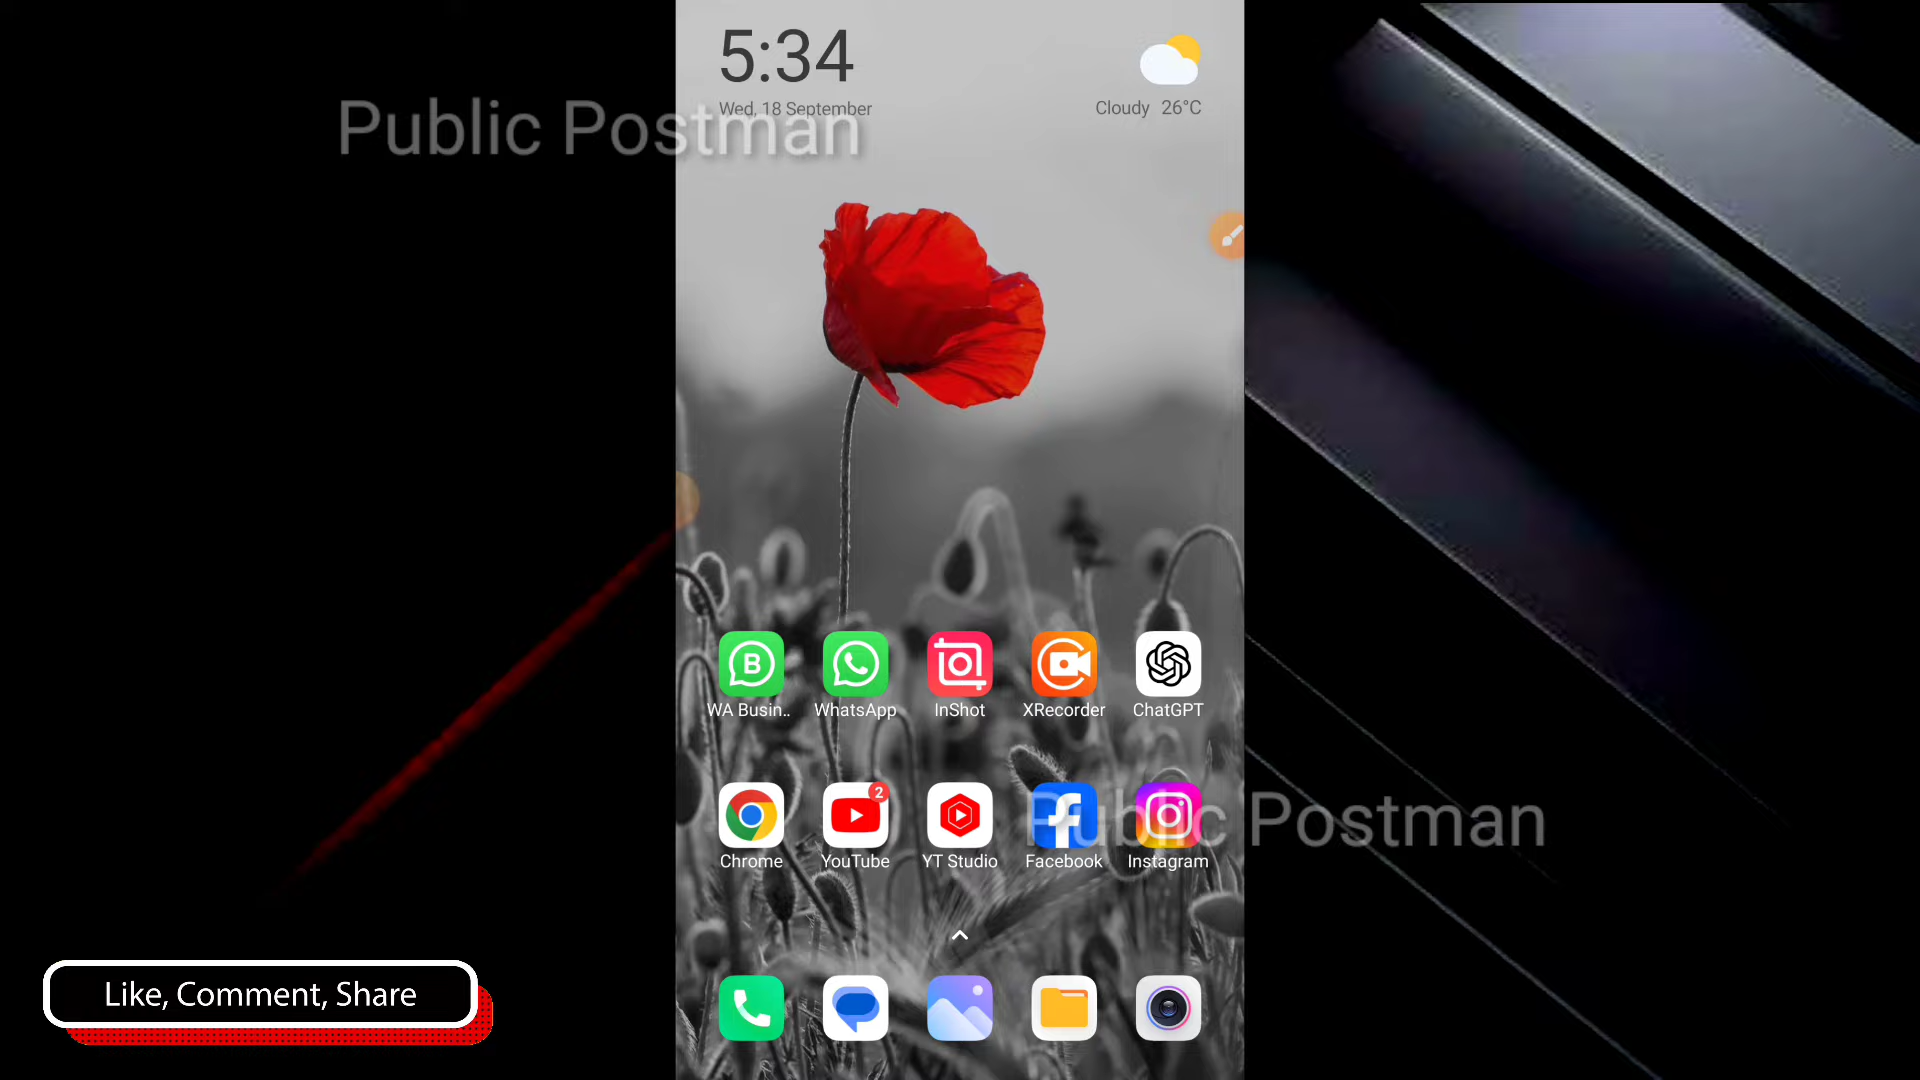 5:34
Wed, 18 September
Cloudy 26°C
Public Postman
WA Busin..
WhatsApp
InShot
XRecorder
ChatGPT
2
Chrome
YouTube
YT Studio
Facebook
Instagram
Public Postman
Like, Comment, Share